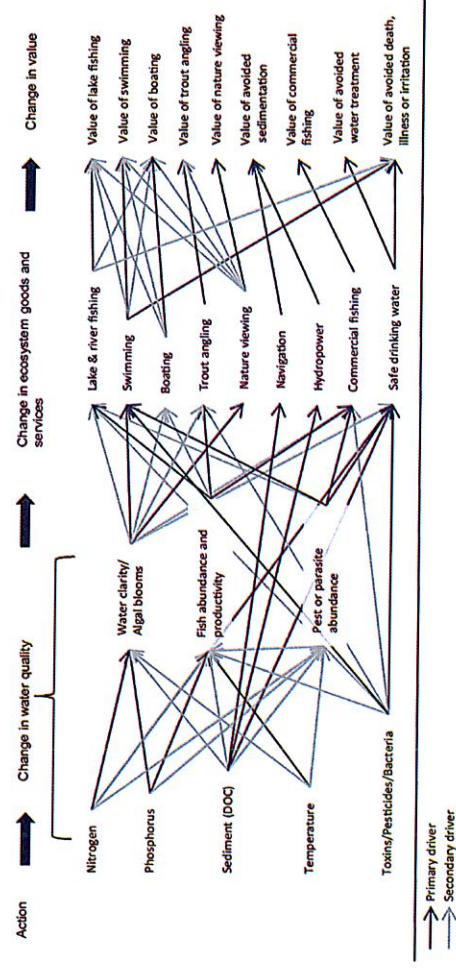 Action
Change in water quality
Change in ecosystem goods and
services
Change in value
Nitrogen
Phosphorus
Sediment (DOC)
Temperature
Toxins/Pesticides/Bacteria
Water clarity/
Algal blooms
Fish abundance and
productivity
Pest or parasite
abundance
Lake & river fishing
Swimming
Boating
Trout angling
Nature viewing
Navigation
Hydropower
Commercial fishing
Safe drinking water
Value of lake fishing
Value of swimming
Value of boating
Value of trout angling
Value of nature viewing
Value of avoided
sedimentation
Value of commercial
fishing
Value of avoided
water treatment
Value of avoided death,
illness or irritation
Primary driver
Secondary driver